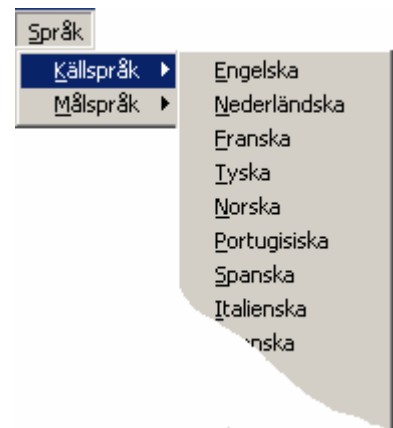 Språk
Källspråk
Målspråk
Engelska
Nederländska
Franska
Tyska
Norska
Portugisiska
Spanska
Italienska